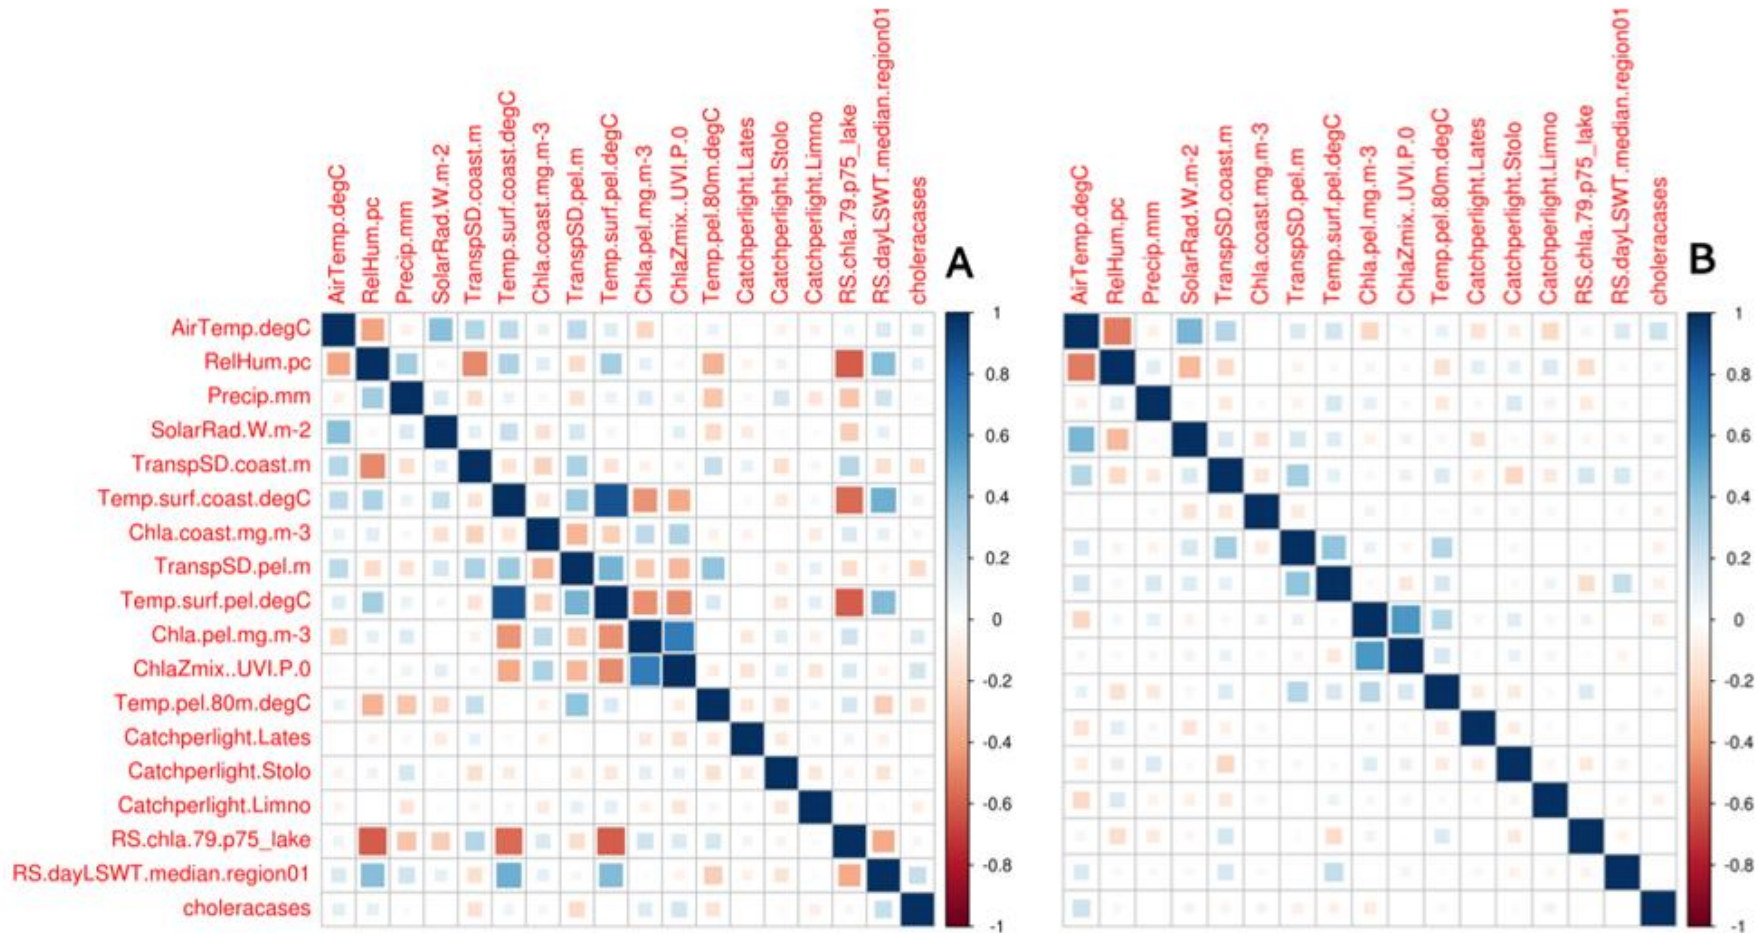 AirTemp.degC
RelHum.pc
Precip.mm
SolarRad.W.m-2
TranspSD.coast.m
Temp.surf.coast.degC
Chla.coast.mg.m-3
TranspSD.pel.m
Temp.surf.pel.degC
Chla.pel.mg.m-3
ChlaZmix..UVI.P.0
Temp.pel.80m.degC
Catchperlight.Lates
Catchperlight.Stolo
Catchperlight.Limno
RS.chla.79.p75_lake
RS.dayLSWT.median.region01
choleracases
A
AirTemp.degC
RelHum.pc
Precip.mm
SolarRad.W.m-2
TranspSD.coast.m
Temp.surf.coast.degC
Chla.coast.mg.m-3
TranspSD.pel.m
Temp.surf.pel.degC
Chla.pel.mg.m-3
ChlaZmix..UVI.P.0
Temp.pel.80m.degC
Catchperlight.Lates
Catchperlight.Stolo
Catchperlight.Limno
RS.chla.79.p75_lake
RS.dayLSWT.median.region01
choleracases
1
0.8
0.6
0.4
0.2
0
-0.2
-0.4
-0.6
-0.8
-1
AirTemp.degC
RelHum.pc
Precip.mm
SolarRad.W.m-2
TranspSD.coast.m
Chla.coast.mg.m-3
TranspSD.pel.m
Temp.surf.pel.degC
Chla.pel.mg.m-3
ChlaZmix..UVI.P.0
Temp.pel.80m.degC
Catchperlight.Lates
Catchperlight.Stolo
Catchperlight.Limno
RS.chla.79.p75_lake
RS.dayLSWT.median.region01
choleracases
B
1
0.8
0.6
0.4
0.2
0
-0.2
-0.4
-0.6
-0.8
-1